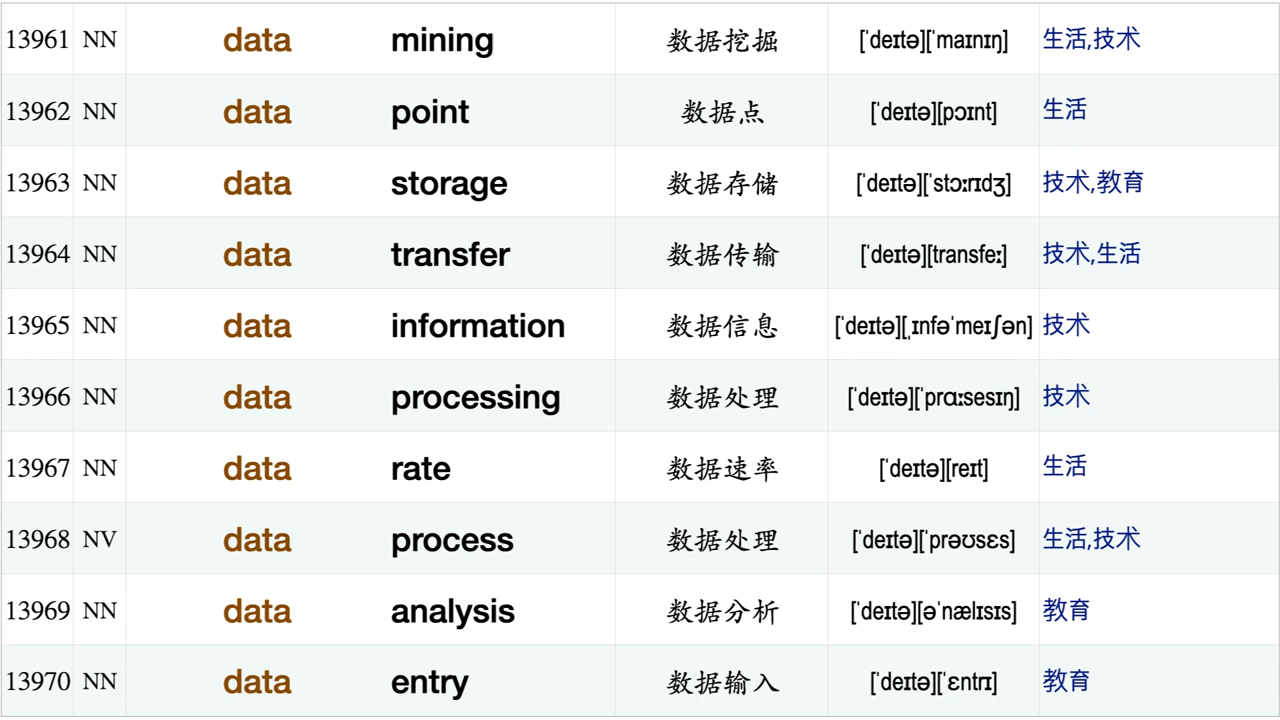 13961 NN data mining 数据挖掘 [ˈdeɪtə][ˈmaɪnɪŋ] 生活,技术
13962 NN data point 数据点 [ˈdeɪtə][pɔɪnt] 生活
13963 NN data storage 数据存储 [ˈdeɪtə][ˈstɔːrɪdʒ] 技术,教育
13964 NN data transfer 数据传输 [ˈdeɪtə][transfeɪ] 技术,生活
13965 NN data information 数据信息 [ˈdeɪtə][ˌɪnfəˈmeɪʃən] 技术
13966 NN data processing 数据处理 [ˈdeɪtə][ˈprɑːsesɪŋ] 技术
13967 NN data rate 数据速率 [ˈdeɪtə][reɪt] 生活
13968 NV data process 数据处理 [ˈdeɪtə][ˈprəʊsɛs] 生活,技术
13969 NN data analysis 数据分析 [ˈdeɪtə][əˈnælɪsɪs] 教育
13970 NN data entry 数据输入 [ˈdeɪtə][ˈɛntrɪ] 教育